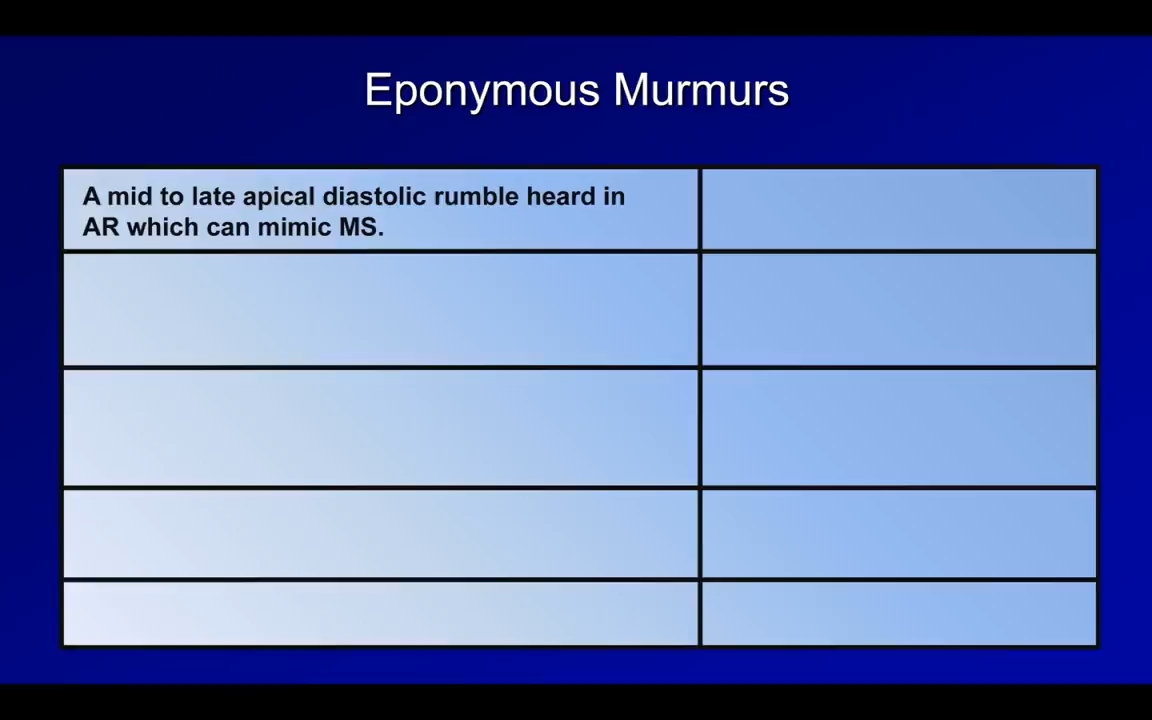 Eponymous Murmurs
A mid to late apical diastolic rumble heard in
AR which can mimic MS.